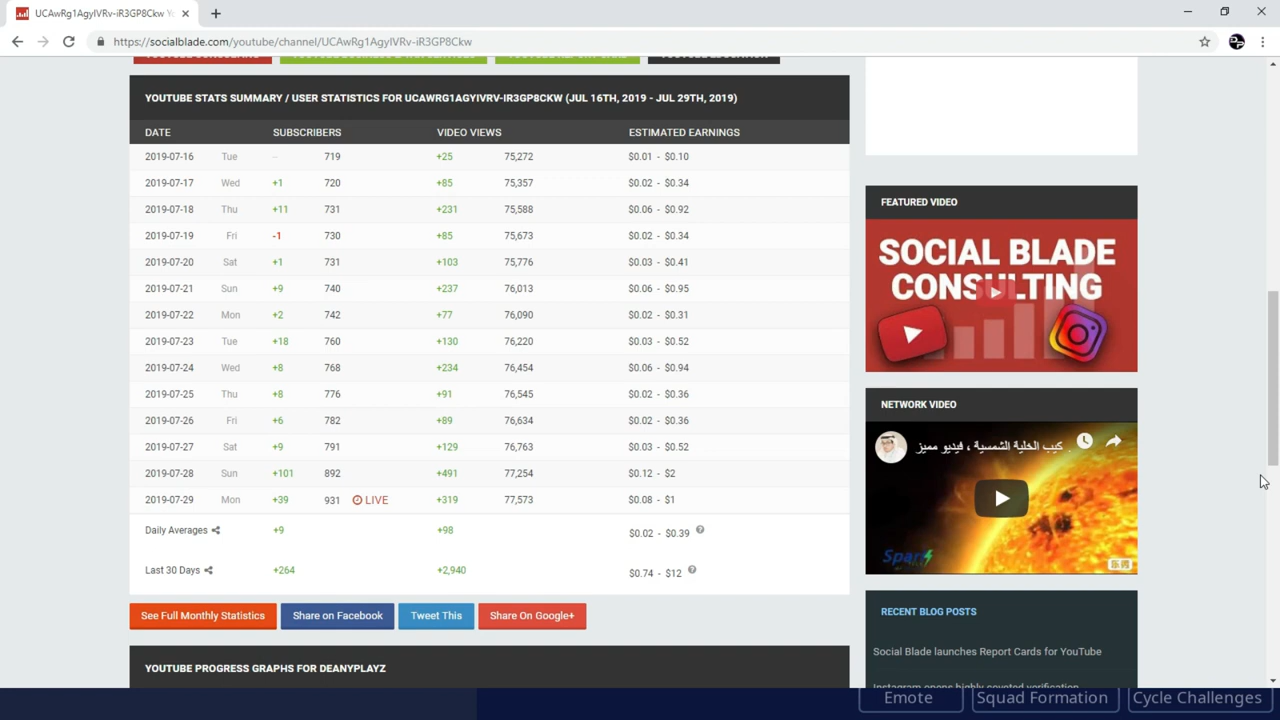 UCAwRg1AgyIVRv-iR3GP8Ckw Yo
https://socialblade.com/youtube/channel/UCAwRg1AgyIVRv-iR3GP8Ckw
YOUTUBE STATS SUMMARY / USER STATISTICS FOR UCAWRG1AGYIVRV-IR3GP8CKW (JUL 16TH, 2019 - JUL 29TH, 2019)
DATE SUBSCRIBERS VIDEO VIEWS ESTIMATED EARNINGS
2019-07-16 Tue -- 719 +25 75,272 $0.01 - $0.10
2019-07-17 Wed +1 720 +85 75,357 $0.02 - $0.34
2019-07-18 Thu +11 731 +231 75,588 $0.06 - $0.92
2019-07-19 Fri -1 730 +85 75,673 $0.02 - $0.34
2019-07-20 Sat +1 731 +103 75,776 $0.03 - $0.41
2019-07-21 Sun +9 740 +237 76,013 $0.06 - $0.95
2019-07-22 Mon +2 742 +77 76,090 $0.02 - $0.31
2019-07-23 Tue +18 760 +130 76,220 $0.03 - $0.52
2019-07-24 Wed +8 768 +234 76,454 $0.06 - $0.94
2019-07-25 Thu +8 776 +91 76,545 $0.02 - $0.36
2019-07-26 Fri +6 782 +89 76,634 $0.02 - $0.36
2019-07-27 Sat +9 791 +129 76,763 $0.03 - $0.52
2019-07-28 Sun +101 892 +491 77,254 $0.12 - $2
2019-07-29 Mon +39 931 LIVE +319 77,573 $0.08 - $1
Daily Averages +9 +98 $0.02 - $0.39
Last 30 Days +264 +2,940 $0.74 - $12
See Full Monthly Statistics Share on Facebook Tweet This Share On Google+
YOUTUBE PROGRESS GRAPHS FOR DEANYPLAYZ
FEATURED VIDEO
SOCIAL BLADE
CONSULTING
NETWORK VIDEO
كيب الخلية الشمسية ، فيديو مميز
Spark
RECENT BLOG POSTS
Social Blade launches Report Cards for YouTube
Instagram opens highly coveted verification
Emote Squad Formation Cycle Challenges